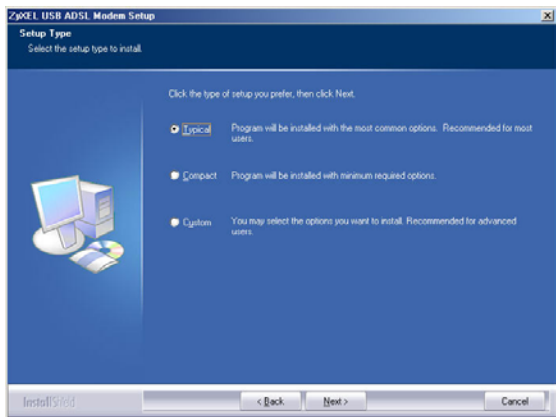 ZyXEL USB ADSL Modem Setup
Setup Type
Select the setup type to install.
Click the type of setup you prefer, then click Next.
Typical Program will be installed with the most common options. Recommended for most
users.
Compact Program will be installed with minimum required options.
Custom You may select the options you want to install. Recommended for advanced
users.
InstallShield
< Back Next > Cancel